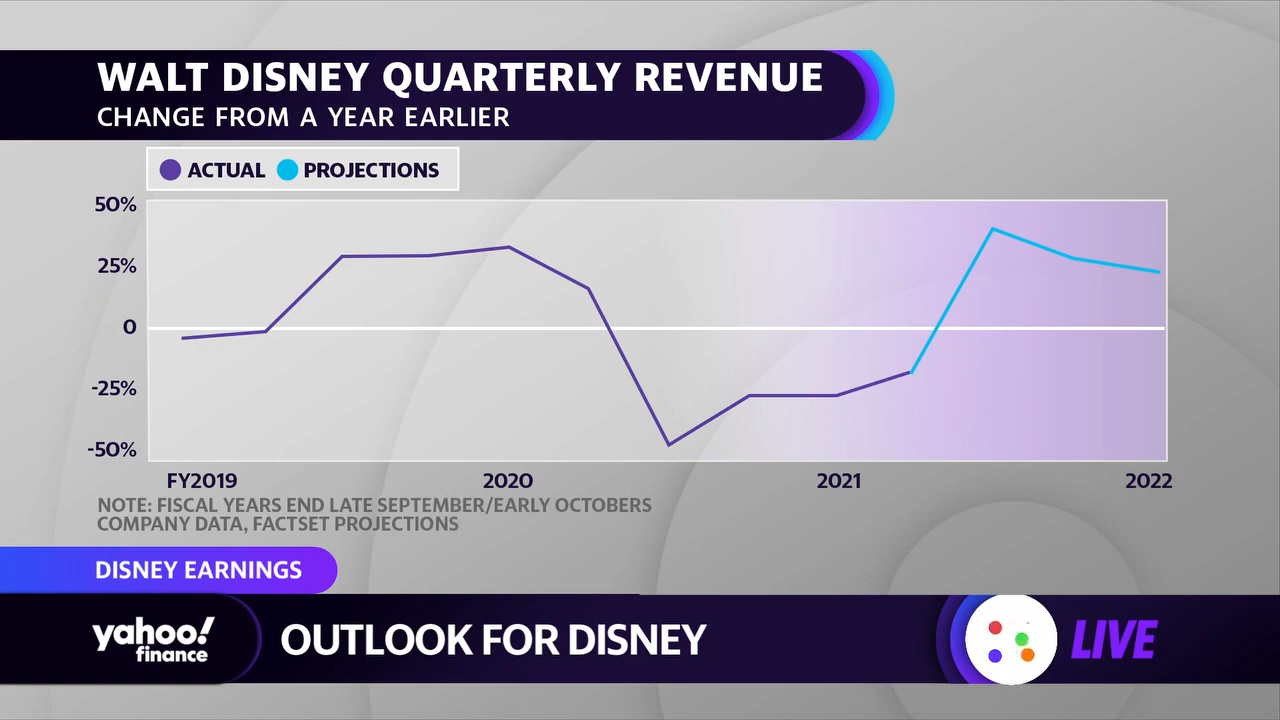 WALT DISNEY QUARTERLY REVENUE
CHANGE FROM A YEAR EARLIER
ACTUAL PROJECTIONS
50%
25%
0
-25%
-50%
FY2019 2020 2021 2022
NOTE: FISCAL YEARS END LATE SEPTEMBER/EARLY OCTOBERS
COMPANY DATA, FACTSET PROJECTIONS
DISNEY EARNINGS
yahoo!
finance
OUTLOOK FOR DISNEY
LIVE